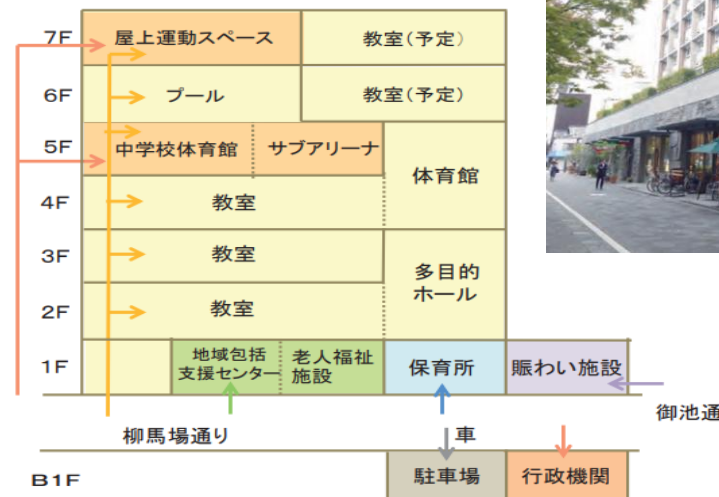 7F 屋上運動スペース 教室(予定)
6F プール 教室(予定)
5F 中学校体育館 サブアリーナ
体育館
4F 教室
3F 教室
多目的
ホール
2F 教室
1F
地域包括
支援センター
老人福祉
施設
保育所
賑わい施設
御池通
柳馬場通り 車
B1F 駐車場 行政機関